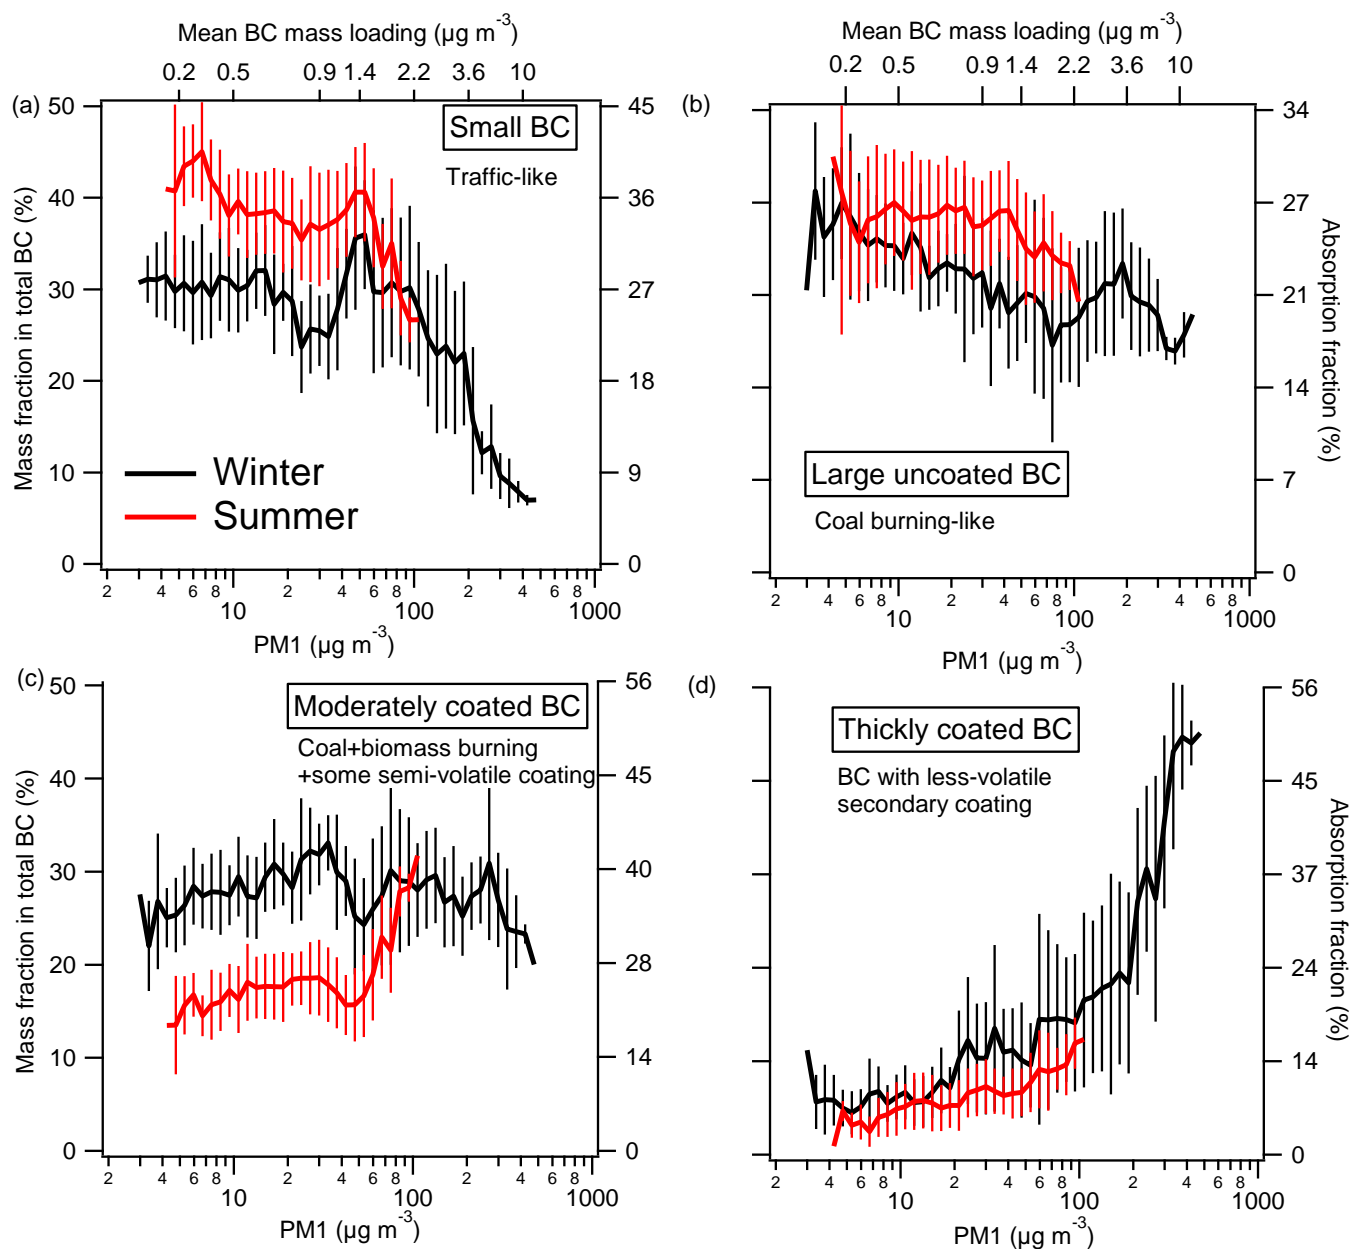 Mean BC mass loading (µg m-3)
0.2 0.5 0.9 1.4 2.2 3.6 10
(a)
Small BC
Traffic-like
Mass fraction in total BC (%)
50
40
30
20
10
0
45
36
27
18
9
0
Winter
Summer
2 4 6 8 10 2 4 6 8 100 2 4 6 8 1000
PM1 (µg m-3)
Mean BC mass loading (µg m-3)
0.2 0.5 0.9 1.4 2.2 3.6 10
(b)
34
27
21
14
7
0
Absorption fraction (%)
Large uncoated BC
Coal burning-like
2 4 6 8 10 2 4 6 8 100 2 4 6 8 1000
PM1 (µg m-3)
(c)
Moderately coated BC
Coal+biomass burning
+some semi-volatile coating
Mass fraction in total BC (%)
50
40
30
20
10
0
56
45
40
28
14
0
2 4 6 8 10 2 4 6 8 100 2 4 6 8 1000
PM1 (µg m-3)
(d)
Thickly coated BC
BC with less-volatile
secondary coating
56
45
37
24
14
0
Absorption fraction (%)
2 4 6 8 10 2 4 6 8 100 2 4 6 8 1000
PM1 (µg m-3)